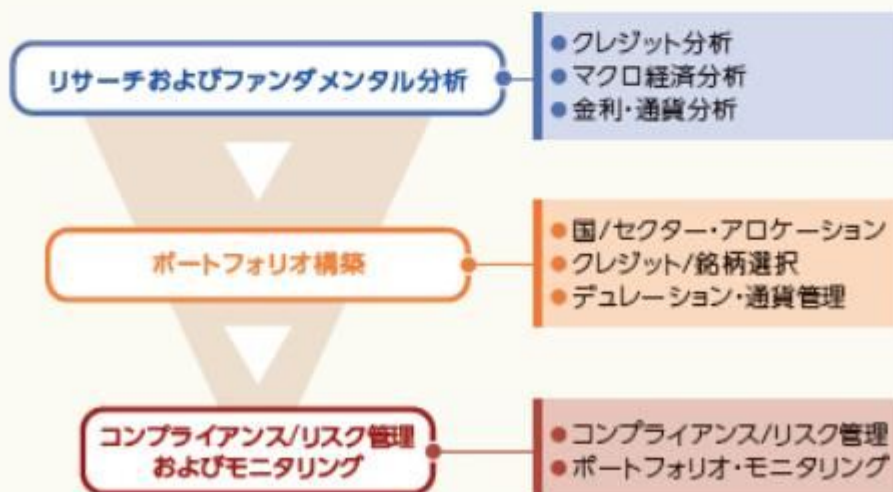 リサーチおよびファンダメンタル分析
●クレジット分析
●マクロ経済分析
●金利・通貨分析
ポートフォリオ構築
●国/セクター・アロケーション
●クレジット/銘柄選択
●デュレーション・通貨管理
コンプライアンス/リスク管理
およびモニタリング
●コンプライアンス/リスク管理
●ポートフォリオ・モニタリング